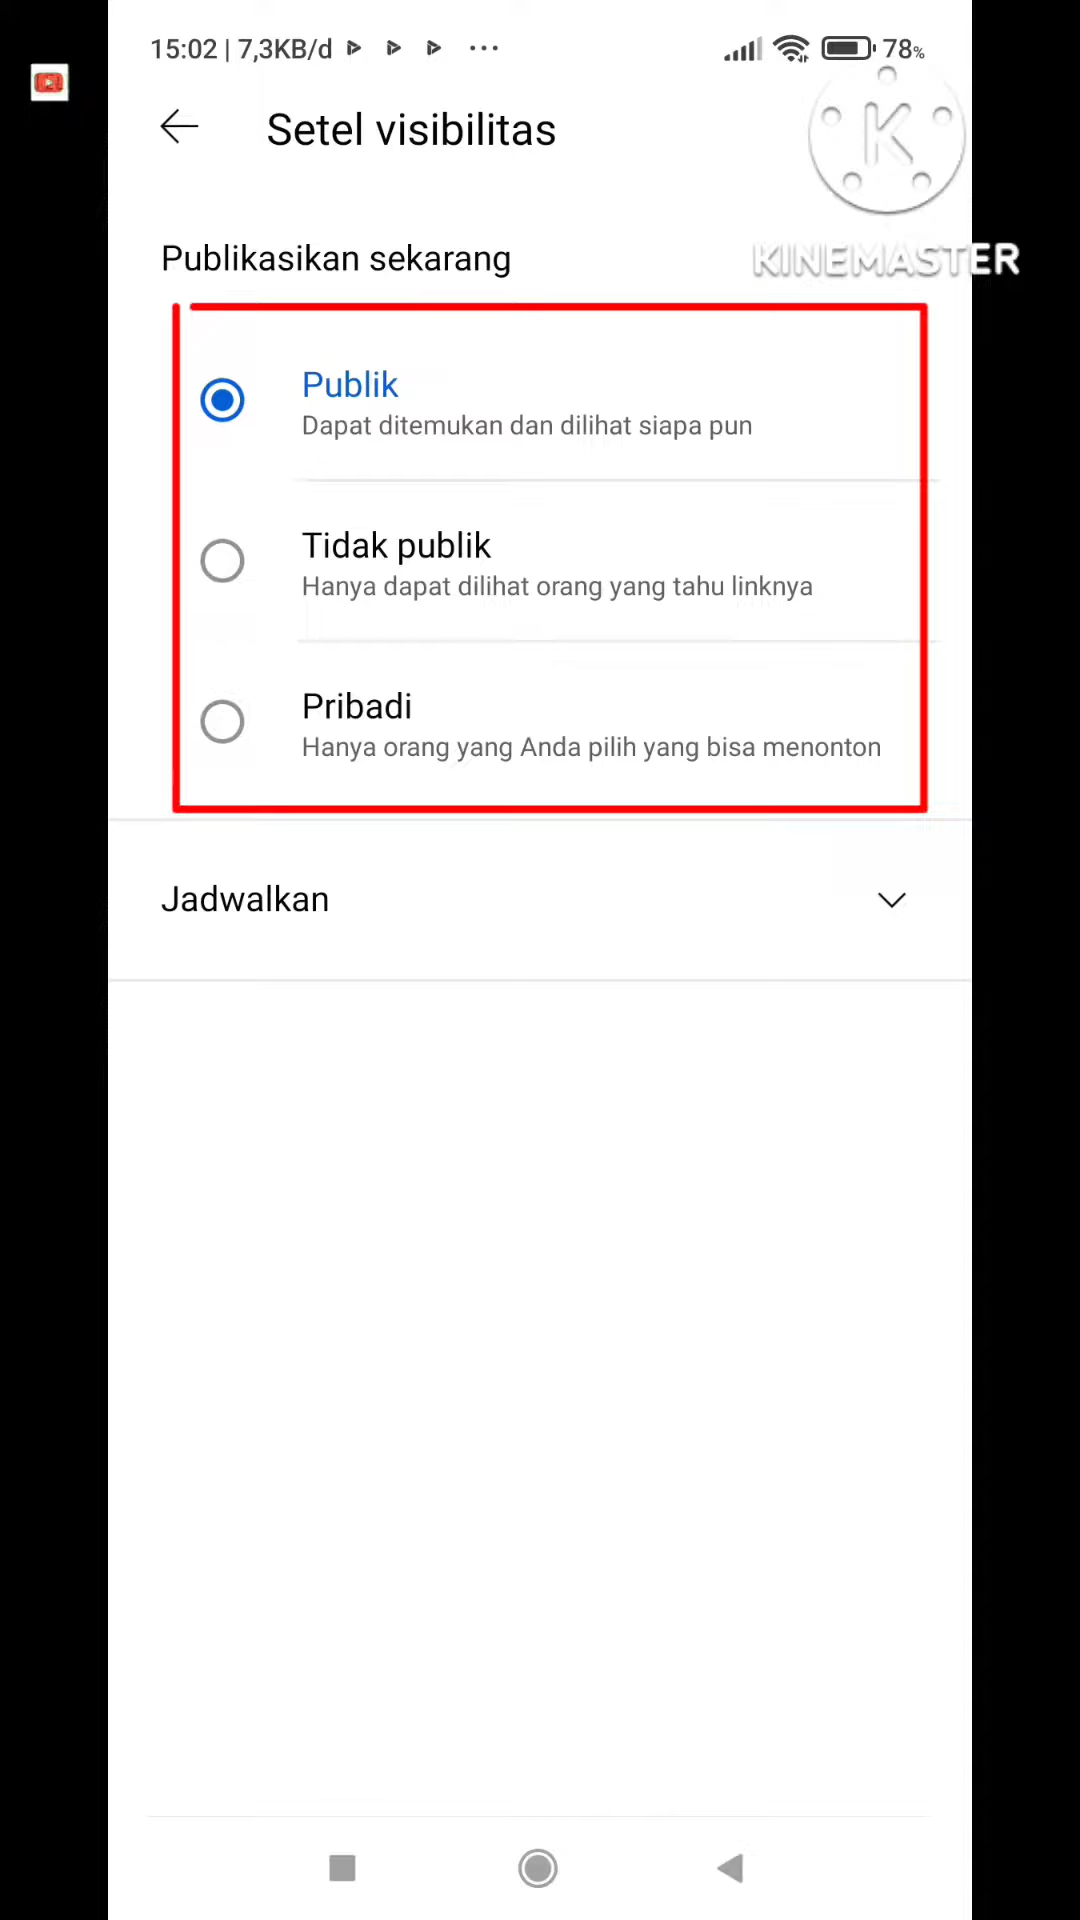 15:02 | 7,3KB/d ... 78%
Setel visibilitas
Publikasikan sekarang
K
KINEMASTER
Publik
Dapat ditemukan dan dilihat siapa pun
Tidak publik
Hanya dapat dilihat orang yang tahu linknya
Pribadi
Hanya orang yang Anda pilih yang bisa menonton
Jadwalkan